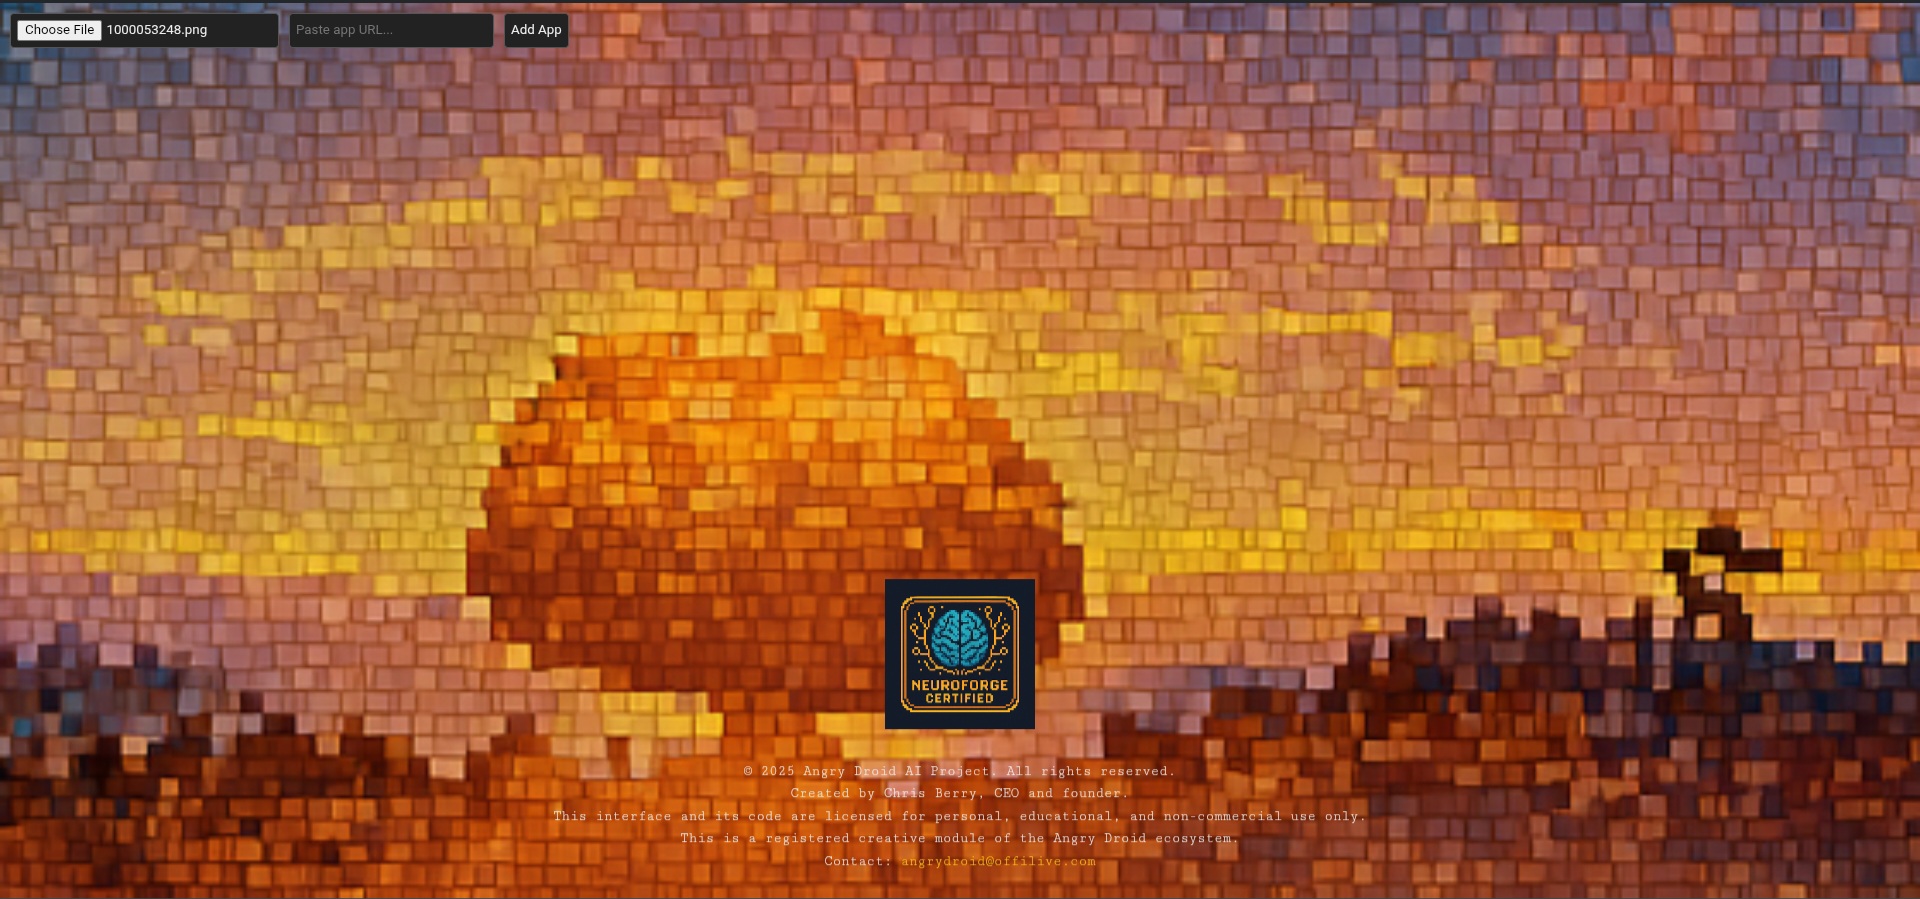 Choose File 1000053248.png Paste app URL... Add App
NEUROFORGE
CERTIFIED
© 2025 Angry Droid AI Project. All rights reserved.
Created by Chris Berry, CEO and founder.
This interface and its code are licensed for personal, educational, and non-commercial use only.
This is a registered creative module of the Angry Droid ecosystem.
Contact: angrydroid@offilive.com